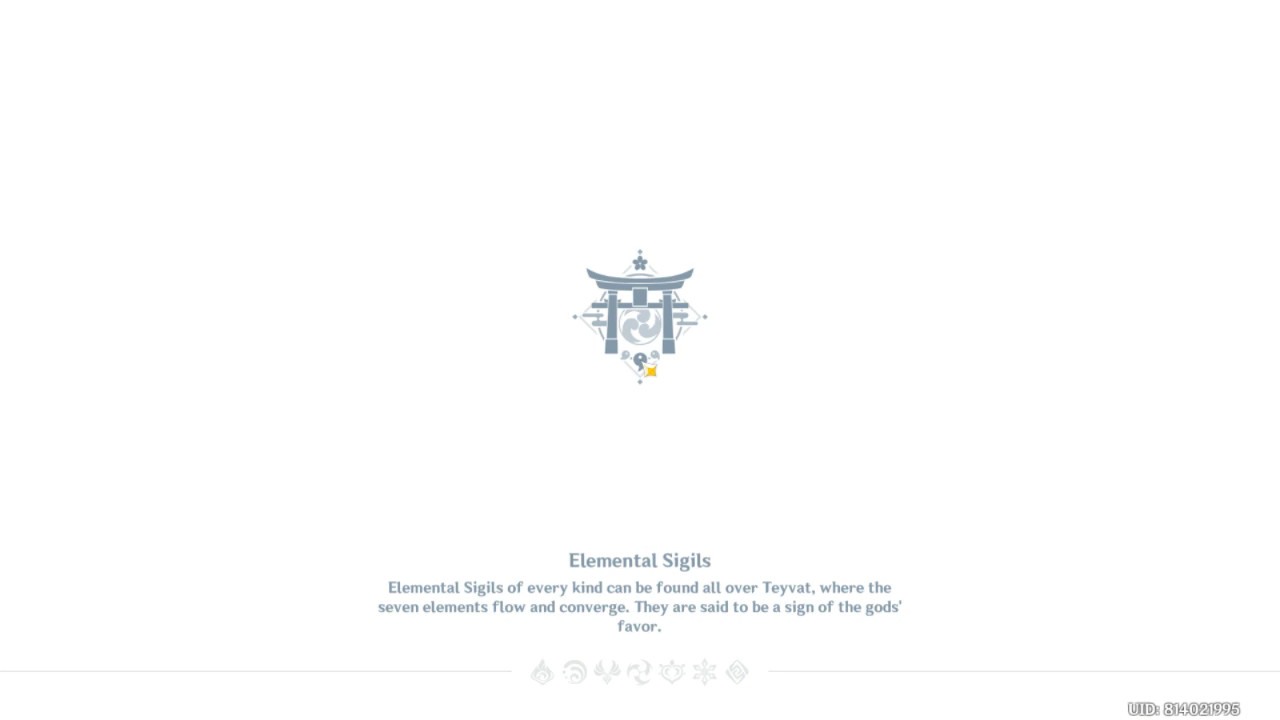 Elemental Sigils
Elemental Sigils of every kind can be found all over Teyvat, where the
seven elements flow and converge. They are said to be a sign of the gods'
favor.
UID: 814021995